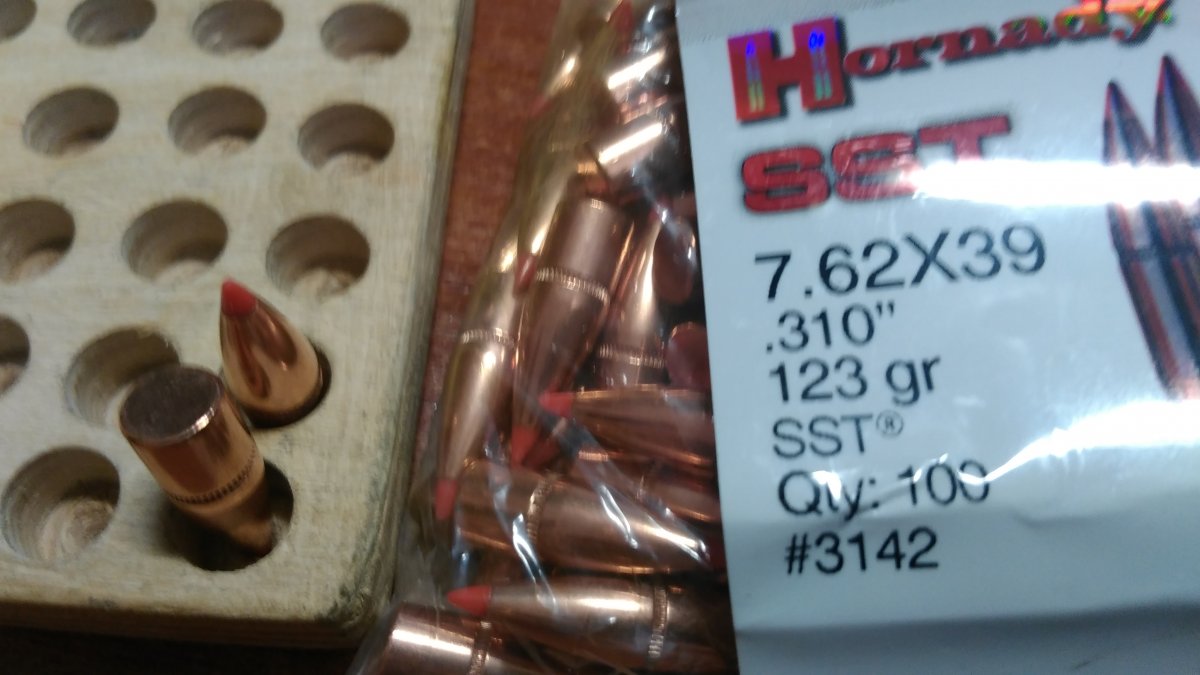 Hornady
SST
7.62X39
.310"
123 gr
SST®
Qty: 100
#3142